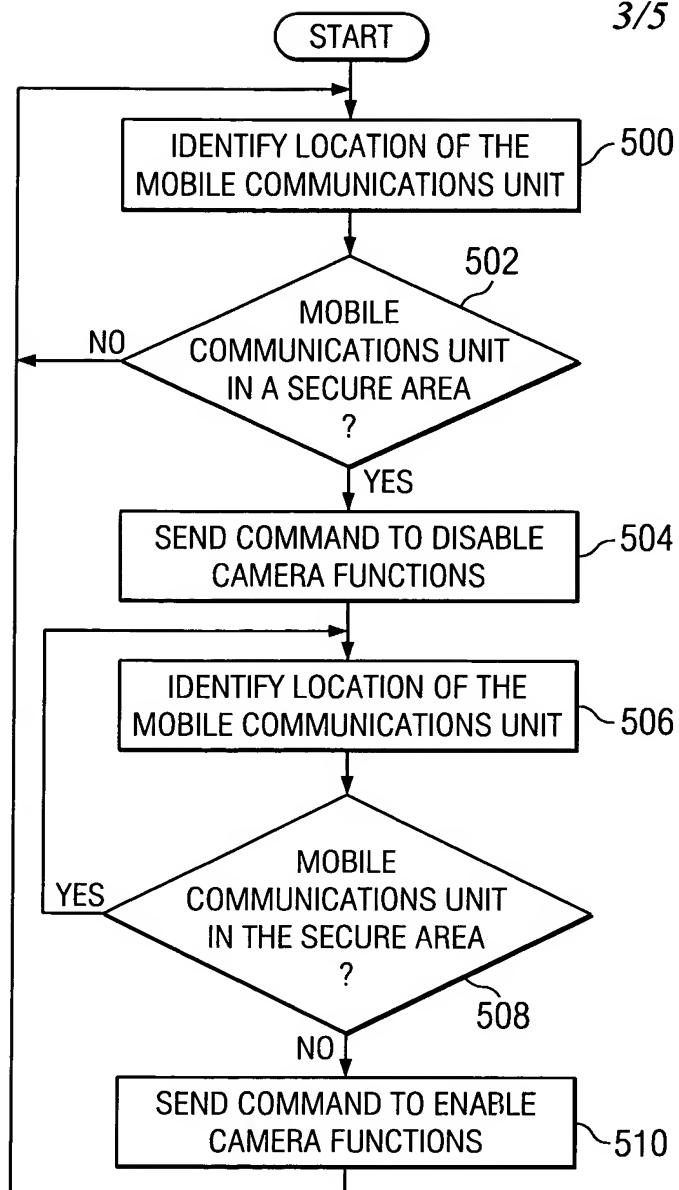 3/5
START
IDENTIFY LOCATION OF THE
MOBILE COMMUNICATIONS UNIT
500
502
MOBILE
COMMUNICATIONS UNIT
IN A SECURE AREA
?
NO
YES
SEND COMMAND TO DISABLE
CAMERA FUNCTIONS
504
IDENTIFY LOCATION OF THE
MOBILE COMMUNICATIONS UNIT
506
MOBILE
COMMUNICATIONS UNIT
IN THE SECURE AREA
?
YES
508
NO
SEND COMMAND TO ENABLE
CAMERA FUNCTIONS
510